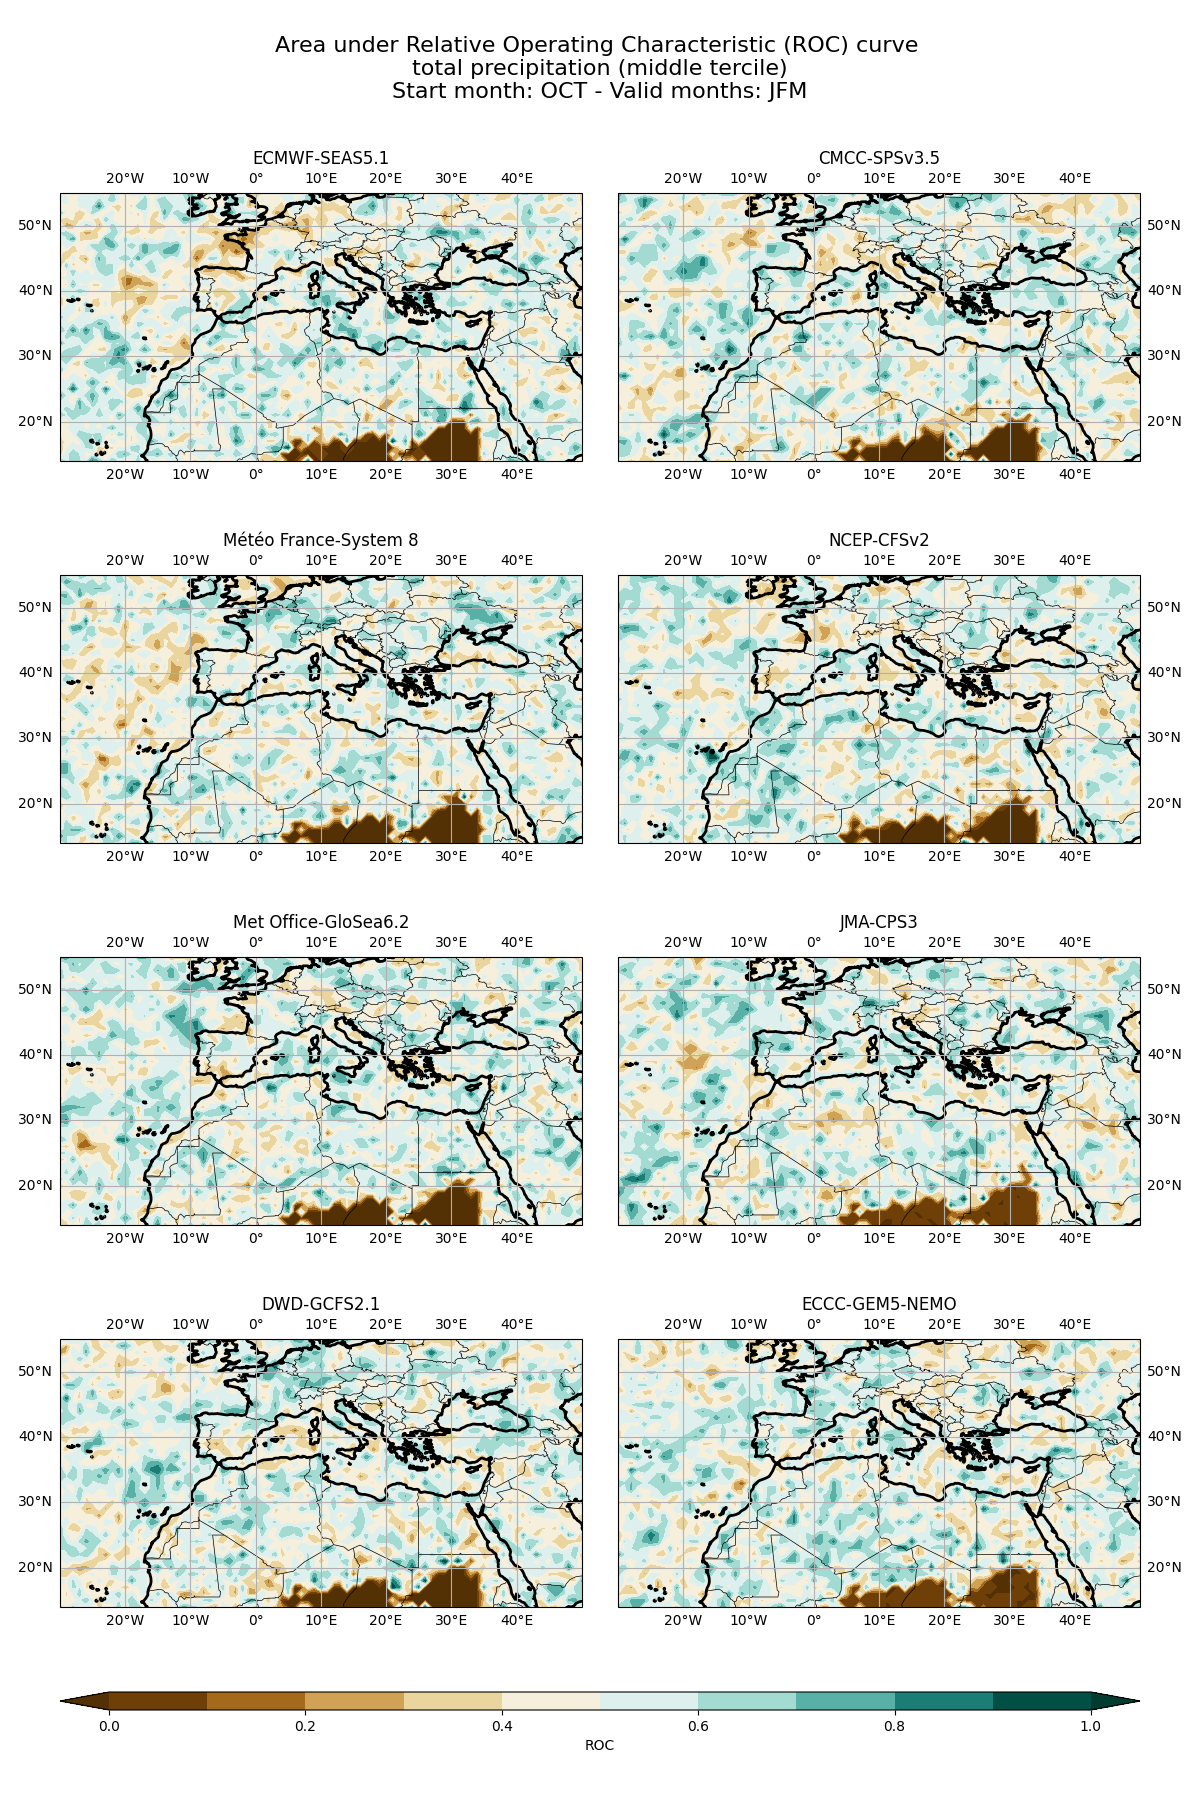 Area under Relative Operating Characteristic (ROC) curve
total precipitation (middle tercile)
Start month: OCT - Valid months: JFM
ECMWF-SEAS5.1
20°W 10°W 0° 10°E 20°E 30°E 40°E
50°N
40°N
30°N
20°N
20°W 10°W 0° 10°E 20°E 30°E 40°E
CMCC-SPSv3.5
20°W 10°W 0° 10°E 20°E 30°E 40°E
50°N
40°N
30°N
20°N
20°W 10°W 0° 10°E 20°E 30°E 40°E
Météo France-System 8
20°W 10°W 0° 10°E 20°E 30°E 40°E
50°N
40°N
30°N
20°N
20°W 10°W 0° 10°E 20°E 30°E 40°E
NCEP-CFSv2
20°W 10°W 0° 10°E 20°E 30°E 40°E
50°N
40°N
30°N
20°N
20°W 10°W 0° 10°E 20°E 30°E 40°E
Met Office-GloSea6.2
20°W 10°W 0° 10°E 20°E 30°E 40°E
50°N
40°N
30°N
20°N
20°W 10°W 0° 10°E 20°E 30°E 40°E
JMA-CPS3
20°W 10°W 0° 10°E 20°E 30°E 40°E
50°N
40°N
30°N
20°N
20°W 10°W 0° 10°E 20°E 30°E 40°E
DWD-GCFS2.1
20°W 10°W 0° 10°E 20°E 30°E 40°E
50°N
40°N
30°N
20°N
20°W 10°W 0° 10°E 20°E 30°E 40°E
ECCC-GEM5-NEMO
20°W 10°W 0° 10°E 20°E 30°E 40°E
50°N
40°N
30°N
20°N
20°W 10°W 0° 10°E 20°E 30°E 40°E
0.0 0.2 0.4 0.6 0.8 1.0
ROC